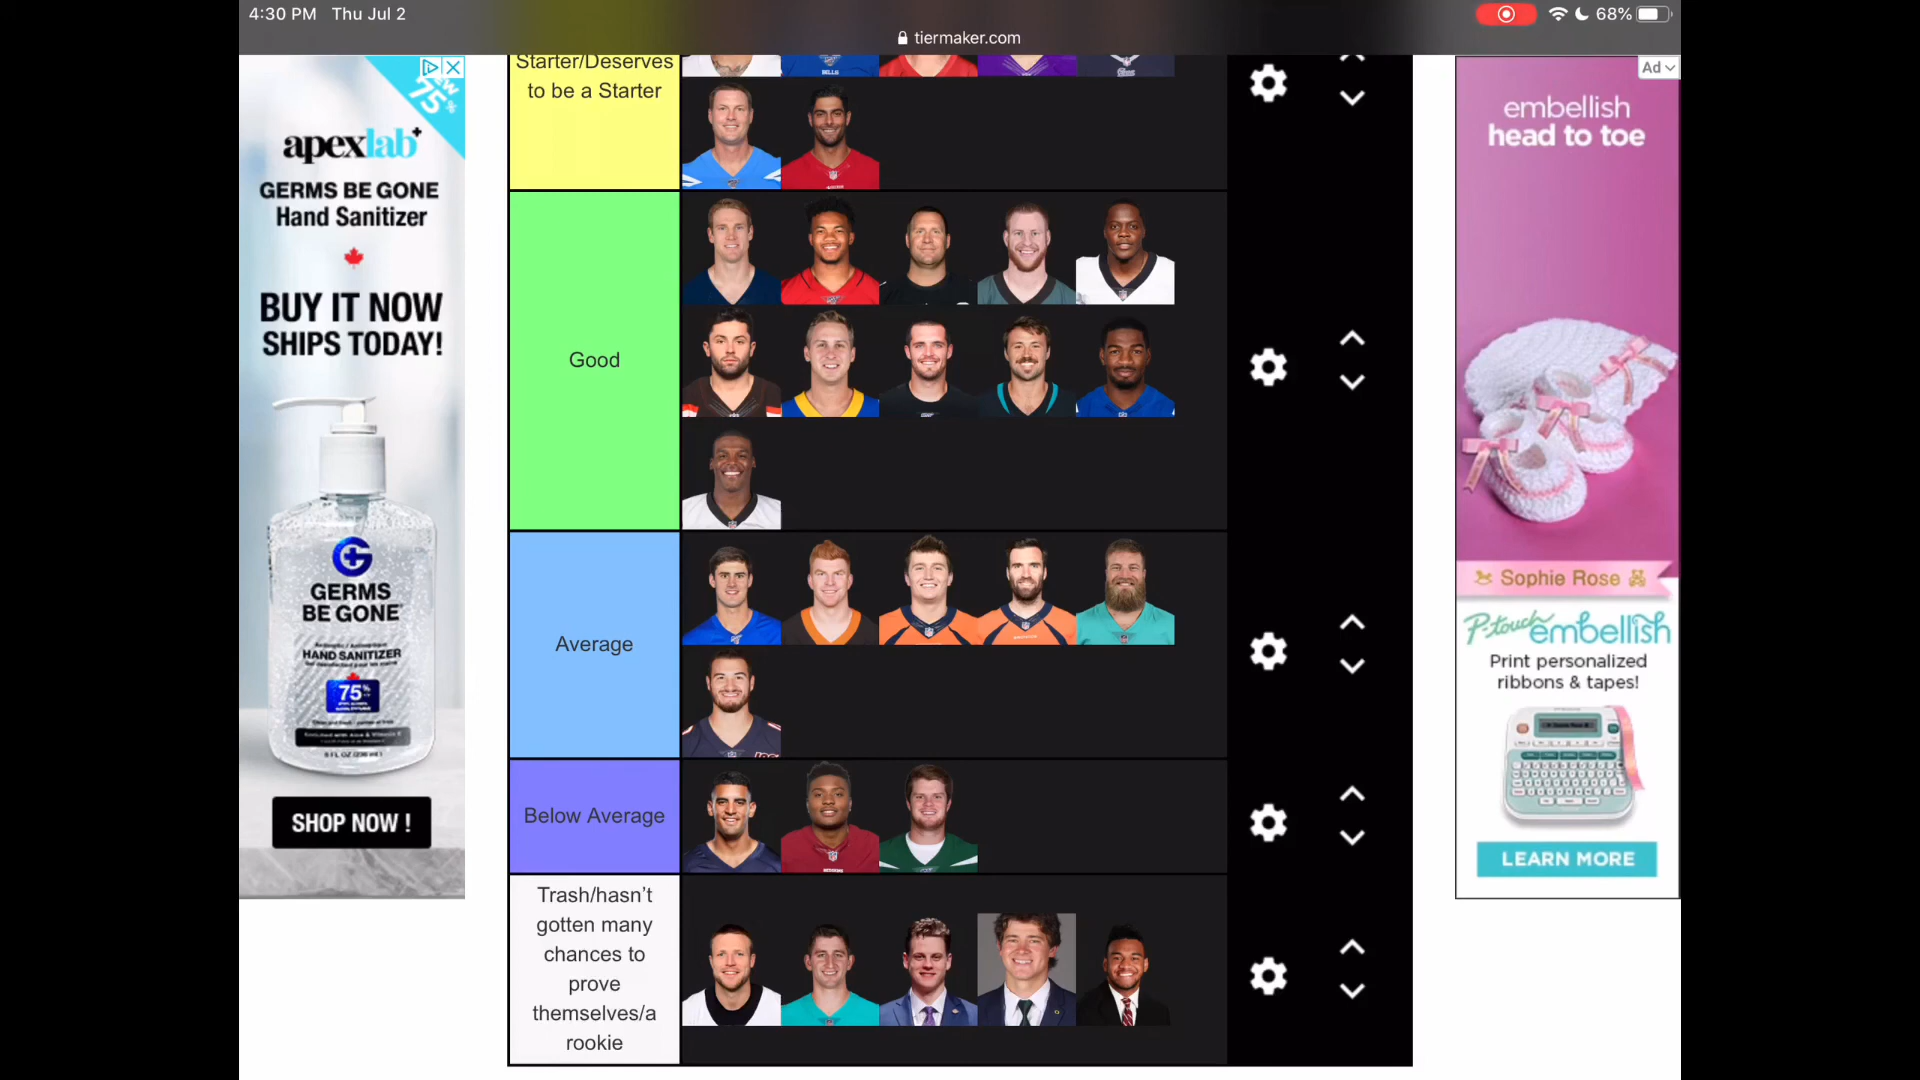 4:30 PM Thu Jul 2
68%
tiermaker.com
NEW
75%
apexlab+
GERMS BE GONE
Hand Sanitizer
BUY IT NOW
SHIPS TODAY!
GERMS
BE GONE
HAND SANITIZER
75%
SHOP NOW !
Starter/Deserves
to be a Starter
BILLS
Good
Average
Below Average
Trash/hasn't
gotten many
chances to
prove
themselves/a
rookie
Ad
embellish
head to toe
Sophie Rose
P-touch embellish
Print personalized
ribbons & tapes!
LEARN MORE